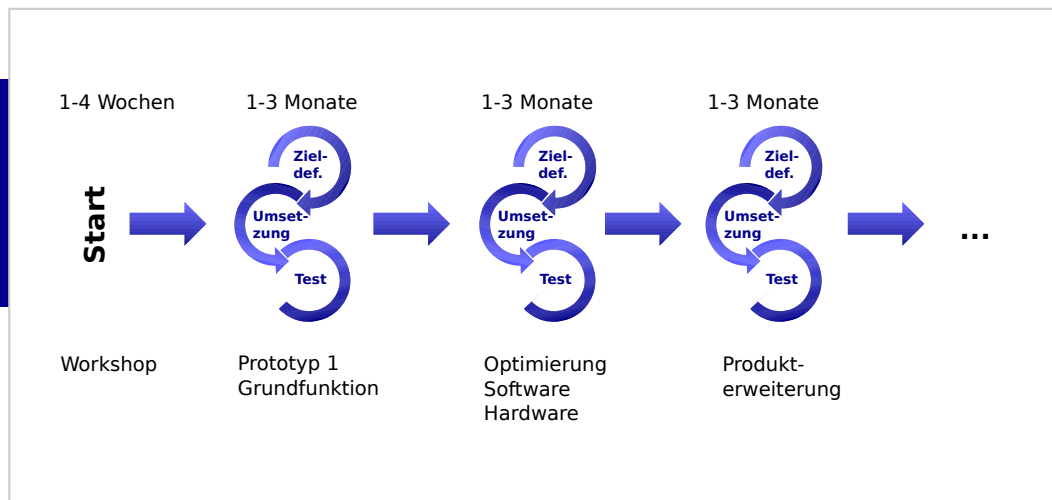 1-4 Wochen
1-3 Monate
1-3 Monate
1-3 Monate
Start
Ziel-
def.
Umset-
zung
Test
Ziel-
def.
Umset-
zung
Test
Ziel-
def.
Umset-
zung
Test
...
Workshop
Prototyp 1
Grundfunktion
Optimierung
Software
Hardware
Produkt-
erweiterung